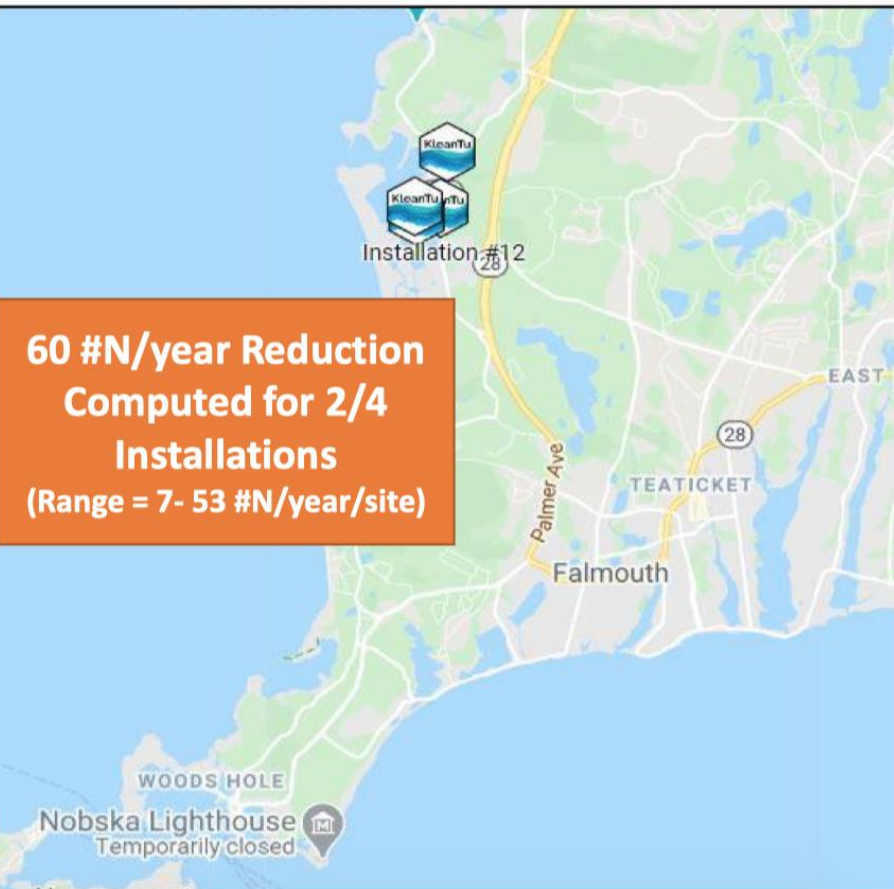 KleanTu
KleanTu
nTu
Installation #12
28
60 #N/year Reduction
Computed for 2/4
Installations
(Range = 7- 53 #N/year/site)
EAST
28
Palmer Ave
TEATICKET
Falmouth
WOODS HOLE
Nobska Lighthouse
Temporarily closed